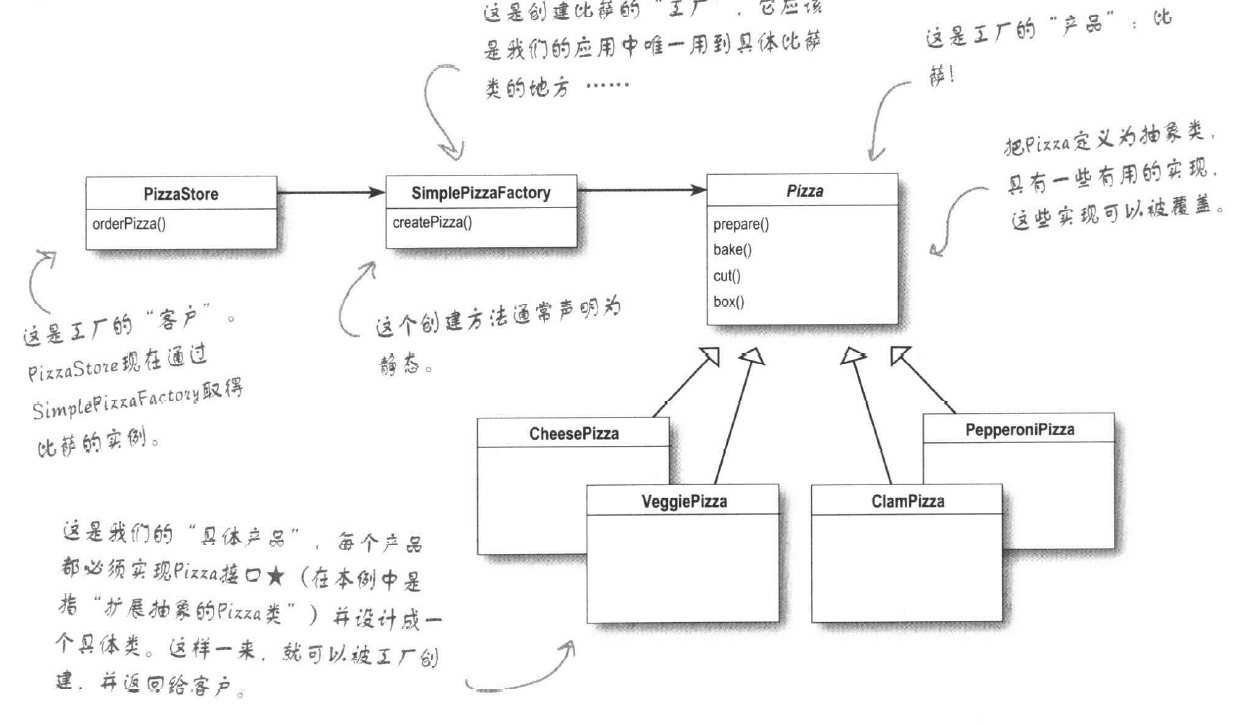 这是创建比萨的“工厂”，它应该
是我们的应用中唯一用到具体比萨
类的地方……
这是工厂的“产品”：比
萨！
把Pizza定义为抽象类，
具有一些有用的实现，
这些实现可以被覆盖。
PizzaStore
orderPizza()
SimplePizzaFactory
createPizza()
Pizza
prepare()
bake()
cut()
box()
这是工厂的“客户”。
PizzaStore现在通过
SimplePizzaFactory取得
比萨的实例。
这个创建方法通常声明为
静态。
CheesePizza
VeggiePizza
ClamPizza
PepperoniPizza
这是我们的“具体产品”，每个产品
都必须实现Pizza接口★（在本例中是
指“扩展抽象的Pizza类”）并设计成一
个具体类。这样一来，就可以被工厂创
建，并返回给客户。